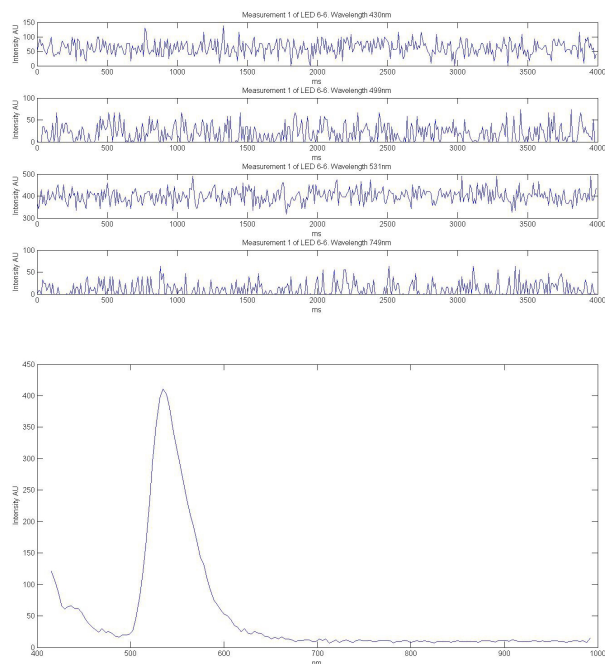 Measurement 1 of LED 6-6. Wavelength 430nm
150
100
50
0
Intensity AU
0 500 1000 1500 2000 2500 3000 3500 4000
ms
Measurement 1 of LED 6-6. Wavelength 499nm
100
50
0
Intensity AU
0 500 1000 1500 2000 2500 3000 3500 4000
ms
Measurement 1 of LED 6-6. Wavelength 531nm
500
400
300
Intensity AU
0 500 1000 1500 2000 2500 3000 3500 4000
ms
Measurement 1 of LED 6-6. Wavelength 749nm
100
50
0
Intensity AU
0 500 1000 1500 2000 2500 3000 3500 4000
ms
450
400
350
300
250
200
150
100
50
0
Intensity AU
400 500 600 700 800 900 1000
nm